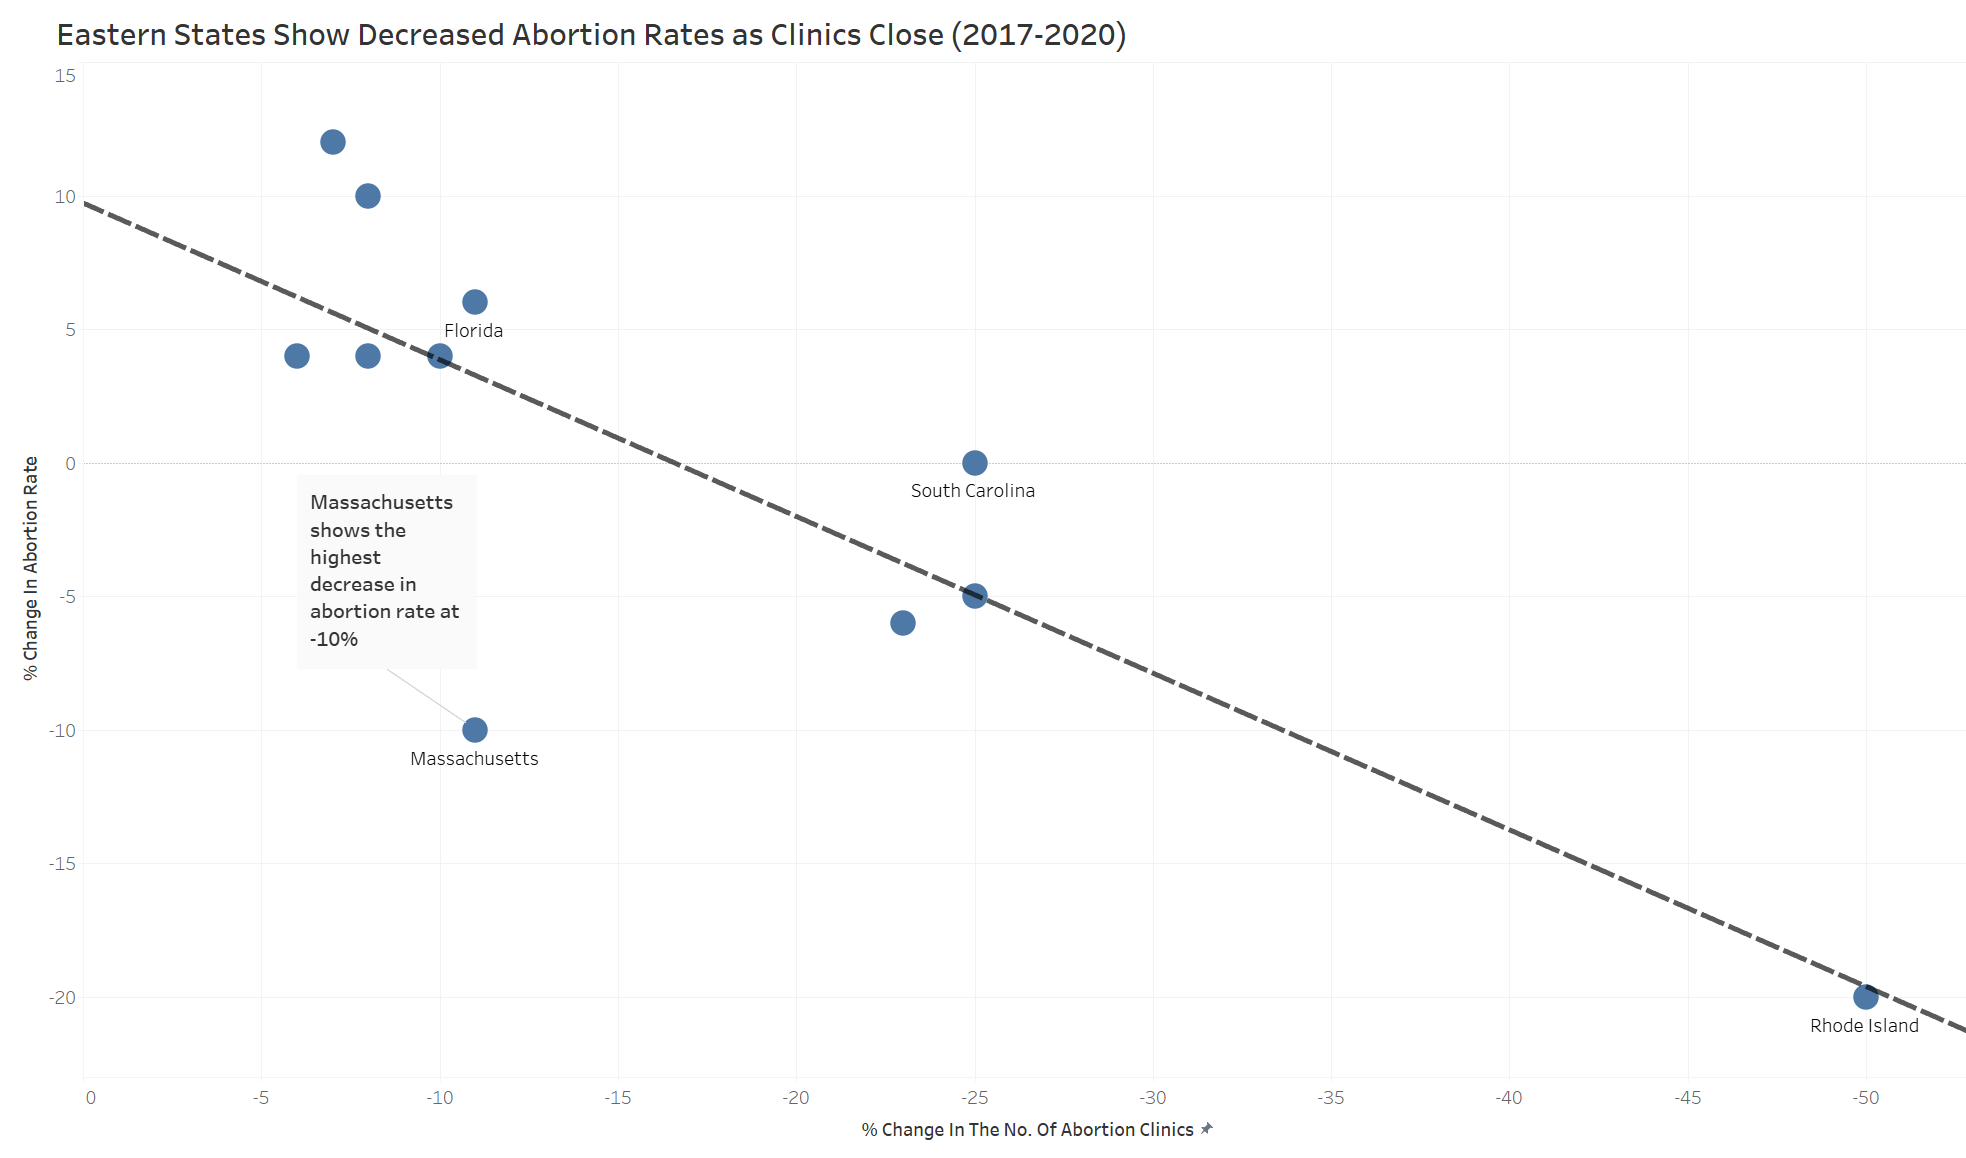 Eastern States Show Decreased Abortion Rates as Clinics Close (2017-2020)
15
10
5
0
-5
-10
-15
-20
% Change In Abortion Rate
Florida
South Carolina
Massachusetts
shows the
highest
decrease in
abortion rate at
-10%
Massachusetts
Rhode Island
0 -5 -10 -15 -20 -25 -30 -35 -40 -45 -50
% Change In The No. Of Abortion Clinics